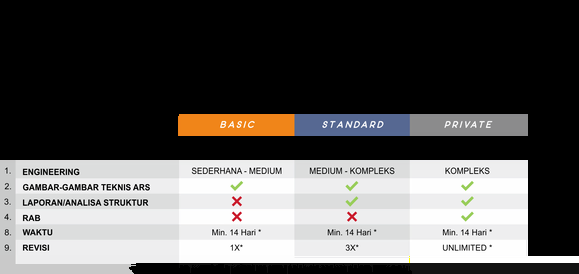 BASIC STANDARD PRIVATE
1. ENGINEERING SEDERHANA - MEDIUM MEDIUM - KOMPLEKS KOMPLEKS
2. GAMBAR-GAMBAR TEKNIS ARS
3. LAPORAN/ANALISA STRUKTUR
4. RAB
8. WAKTU Min. 14 Hari * Min. 14 Hari * Min. 14 Hari *
9. REVISI 1X* 3X* UNLIMITED *